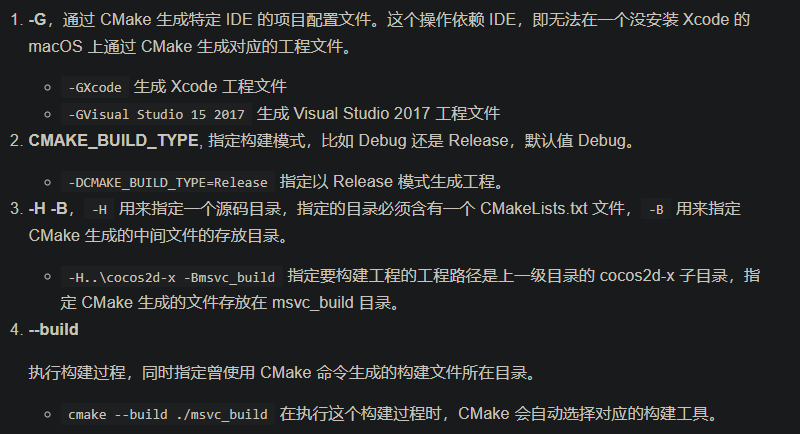 1. -G，通过 CMake 生成特定 IDE 的项目配置文件。这个操作依赖 IDE，即无法在一个没安装 Xcode 的
macOS 上通过 CMake 生成对应的工程文件。
◦ -GXcode 生成 Xcode 工程文件
◦ -GVisual Studio 15 2017 生成 Visual Studio 2017 工程文件
2. CMAKE_BUILD_TYPE, 指定构建模式，比如 Debug 还是 Release，默认值 Debug。
◦ -DCMAKE_BUILD_TYPE=Release 指定以 Release 模式生成工程。
3. -H -B， -H 用来指定一个源码目录，指定的目录必须含有一个 CMakeLists.txt 文件， -B 用来指定
CMake 生成的中间文件的存放目录。
◦ -H..\cocos2d-x -Bmsvc_build 指定要构建工程的工程路径是上一级目录的 cocos2d-x 子目录，指
定 CMake 生成的文件存放在 msvc_build 目录。
4. --build
执行构建过程，同时指定曾使用 CMake 命令生成的构建文件所在目录。
◦ cmake --build ./msvc_build 在执行这个构建过程时，CMake 会自动选择对应的构建工具。